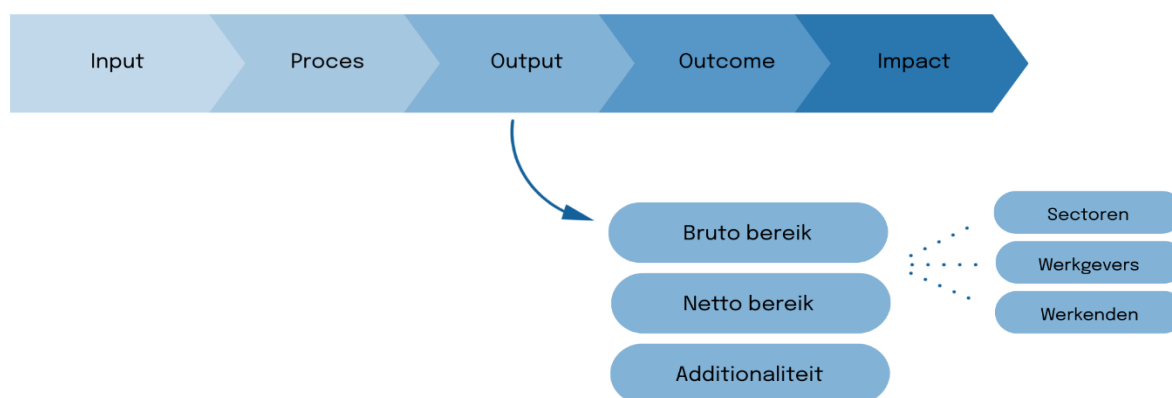 Input
Proces
Output
Outcome
Impact
Bruto bereik
Netto bereik
Additionaliteit
Sectoren
Werkgevers
Werkenden